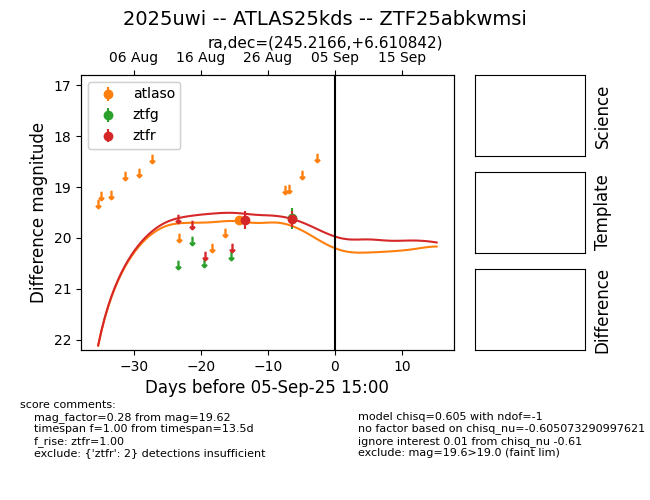 2025uwi -- ATLAS25kds -- ZTF25abkwmsi
ra,dec=(245.2166,+6.610842)
06 Aug 16 Aug 26 Aug 05 Sep 15 Sep
atlaso
ztfg
ztfr
17
18
19
20
21
22
Difference magnitude
−30 −20 −10 0 10
Days before 05-Sep-25 15:00
Science
Template
Difference
score comments:
mag_factor=0.28 from mag=19.62
timespan f=1.00 from timespan=13.5d
f_rise: ztfr=1.00
exclude: {'ztfr': 2} detections insufficient
model chisq=0.605 with ndof=-1
no factor based on chisq_nu=-0.605073290997621
ignore interest 0.01 from chisq_nu -0.61
exclude: mag=19.6>19.0 (faint lim)